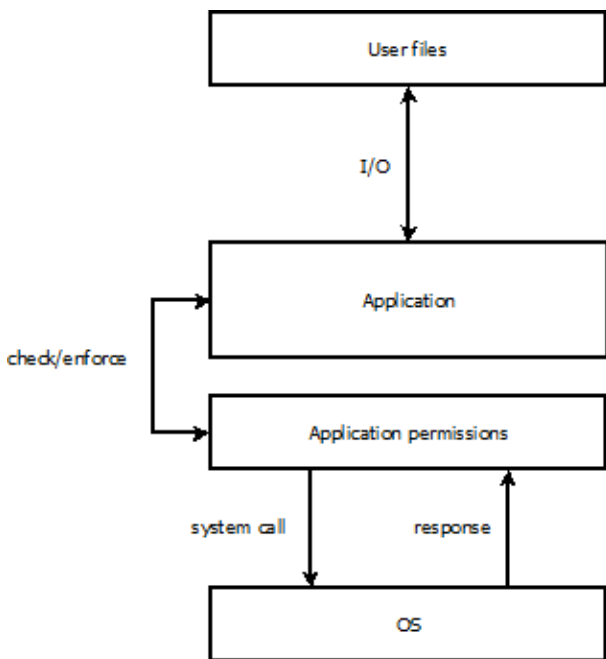 User files
I/O
Application
check/enforce
Application permissions
system call
response
OS